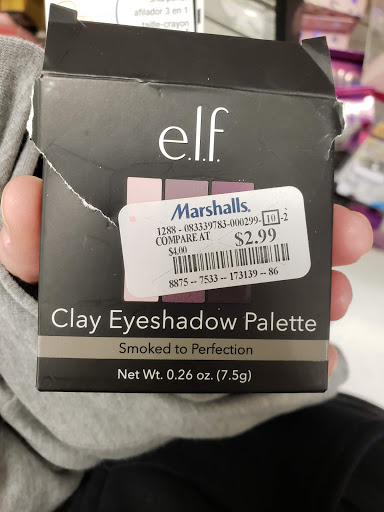 afilador 3 en 1
taille-crayon
e.l.f.
Marshalls.
1288 - 083339783-000299- 10 -2
COMPARE AT
$4.00
$2.99
8875 -- 7533 -- 173139 -- 86
Clay Eyeshadow Palette
Smoked to Perfection
Net Wt. 0.26 oz. (7.5g)